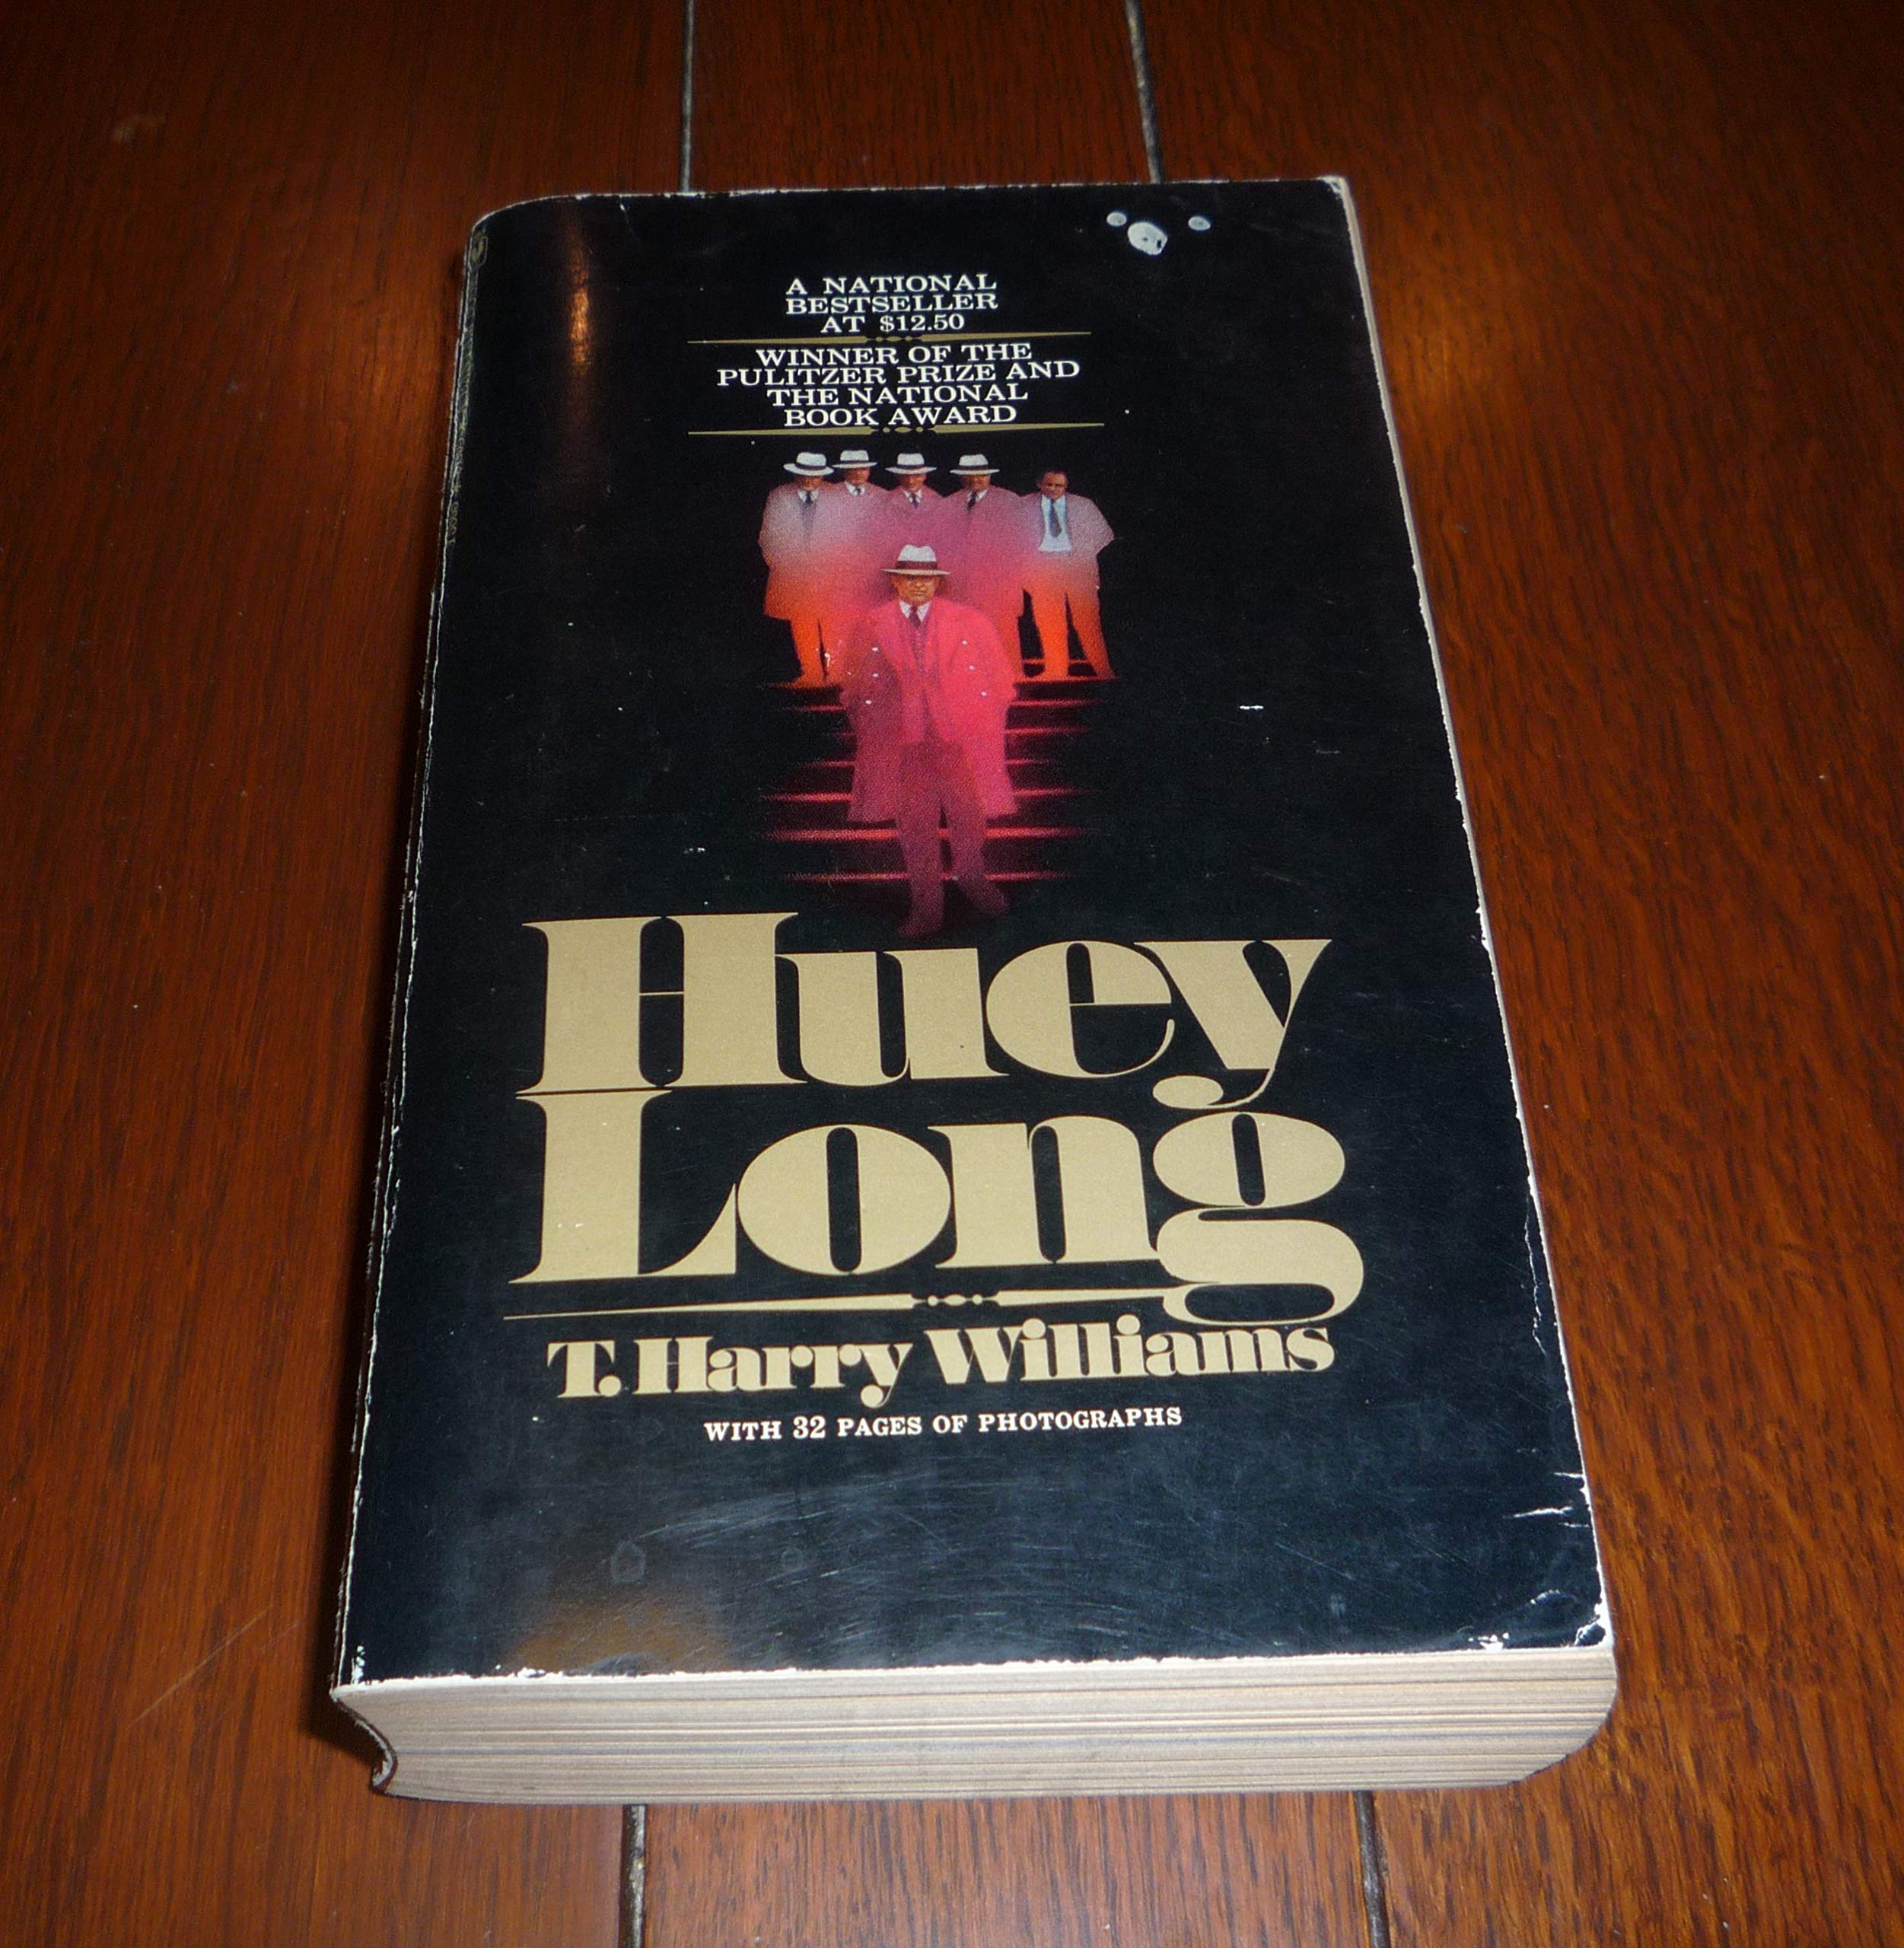 A NATIONAL
BESTSELLER
AT $12.50
WINNER OF THE
PULITZER PRIZE AND
THE NATIONAL
BOOK AWARD
Huey
Long
T. Harry Williams
WITH 32 PAGES OF PHOTOGRAPHS